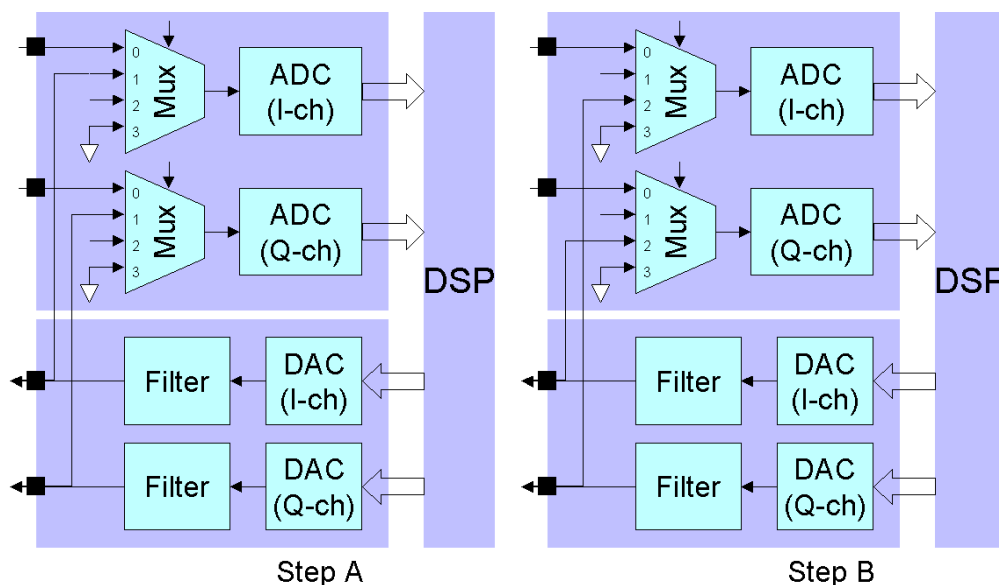 0
1
2
3
Mux
ADC
(I-ch)
0
1
2
3
Mux
ADC
(Q-ch)
DSP
Filter
DAC
(I-ch)
Filter
DAC
(Q-ch)
Step A
0
1
2
3
Mux
ADC
(I-ch)
0
1
2
3
Mux
ADC
(Q-ch)
DSP
Filter
DAC
(I-ch)
Filter
DAC
(Q-ch)
Step B